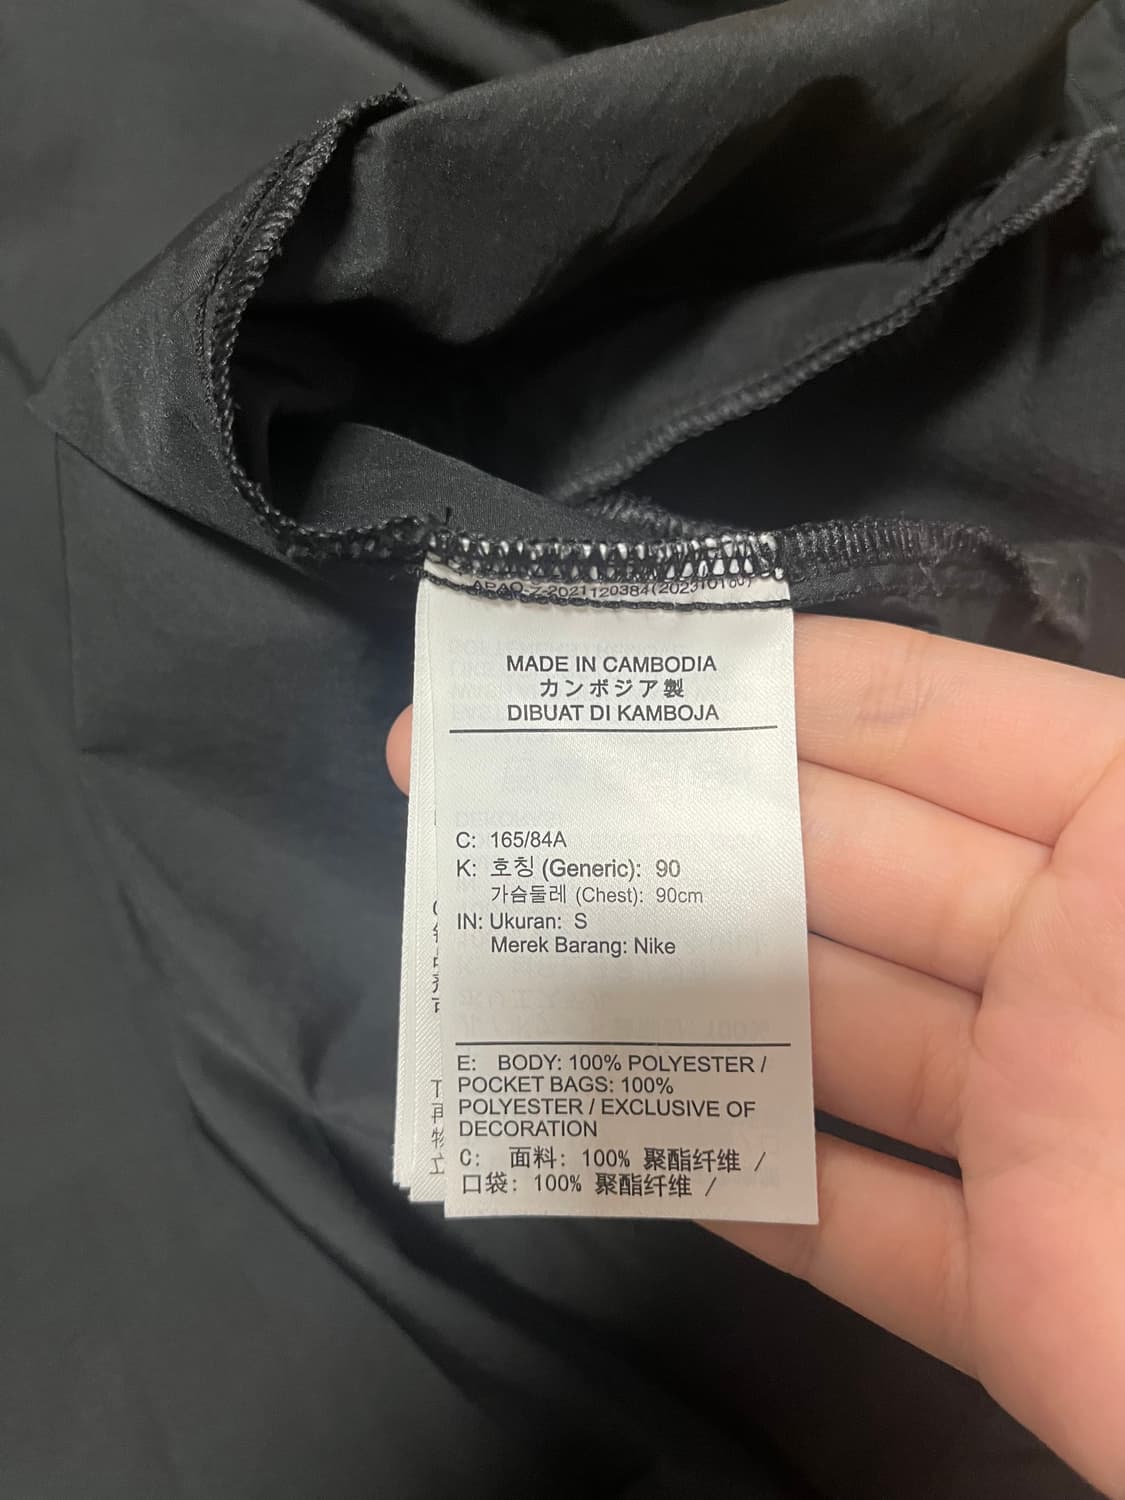 MADE IN CAMBODIA
カンボジア製
DIBUAT DI KAMBOJA
C: 165/84A
K: 호칭 (Generic): 90
가슴둘레 (Chest): 90cm
IN: Ukuran: S
Merek Barang: Nike
E: BODY: 100% POLYESTER /
POCKET BAGS: 100%
POLYESTER / EXCLUSIVE OF
DECORATION
C: 面料: 100% 聚酯纤维 /
口袋: 100% 聚酯纤维 /